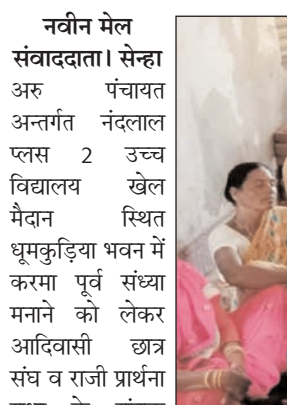 नवीन मेल
संवाददाता। सेन्हा
अरु पंचायत
अन्तर्गत नंदलाल
प्लस 2 उच्च
विद्यालय खेल
मैदान स्थित
धूमकुड़िया भवन में
करमा पूर्व संध्या
मनाने को लेकर
आदिवासी छात्र
संघ व राजी प्रार्थना